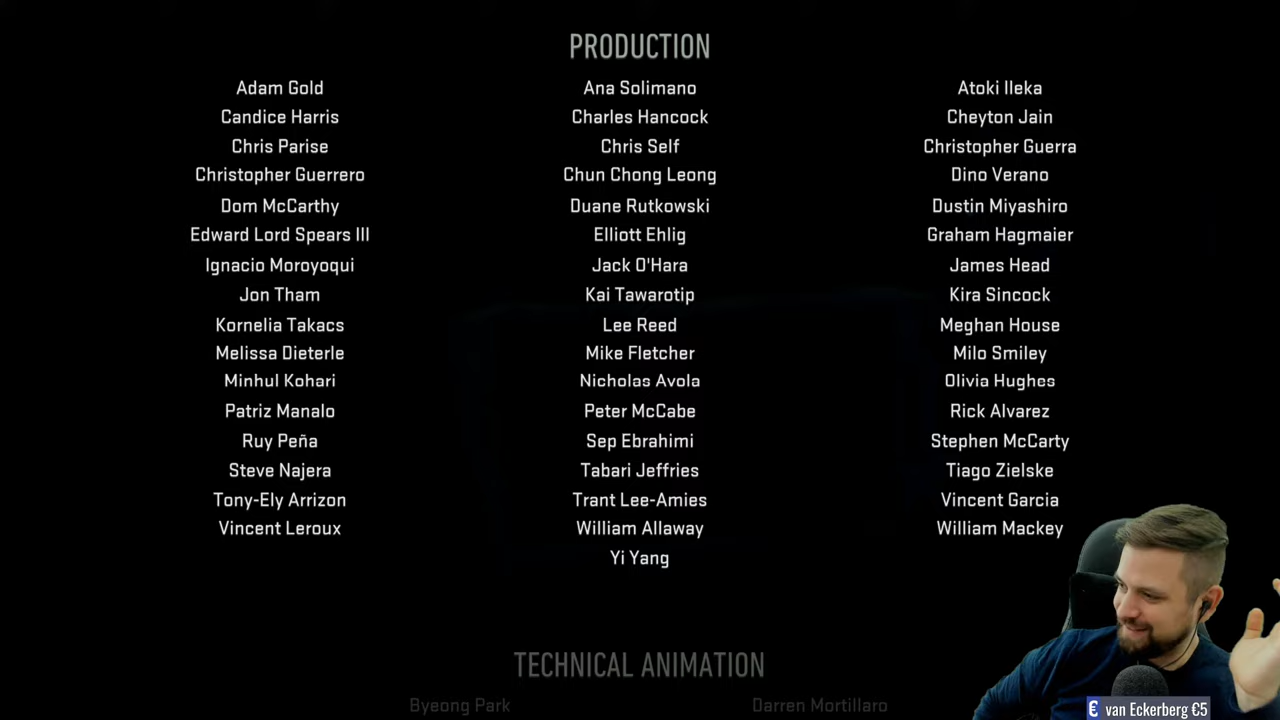 PRODUCTION
Adam Gold Ana Solimano Atoki Ileka
Candice Harris Charles Hancock Cheyton Jain
Chris Parise Chris Self Christopher Guerra
Christopher Guerrero Chun Chong Leong Dino Verano
Dom McCarthy Duane Rutkowski Dustin Miyashiro
Edward Lord Spears III Elliott Ehlig Graham Hagmaier
Ignacio Moroyoqui Jack O'Hara James Head
Jon Tham Kai Tawarotip Kira Sincock
Kornelia Takacs Lee Reed Meghan House
Melissa Dieterle Mike Fletcher Milo Smiley
Minhul Kohari Nicholas Avola Olivia Hughes
Patriz Manalo Peter McCabe Rick Alvarez
Ruy Peña Sep Ebrahimi Stephen McCarty
Steve Najera Tabari Jeffries Tiago Zielske
Tony-Ely Arrizon Trant Lee-Amies Vincent Garcia
Vincent Leroux William Allaway William Mackey
Yi Yang
TECHNICAL ANIMATION
Byeong Park Darren Mortillaro
€ van Eckerberg €5